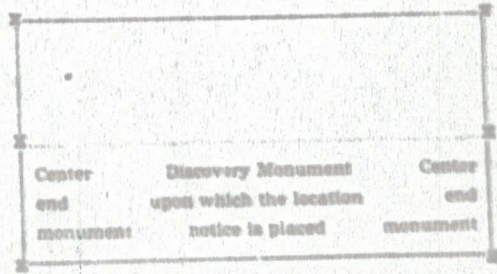 Center Discovery Monument Center
end upon which the location end
monument notice is placed monument